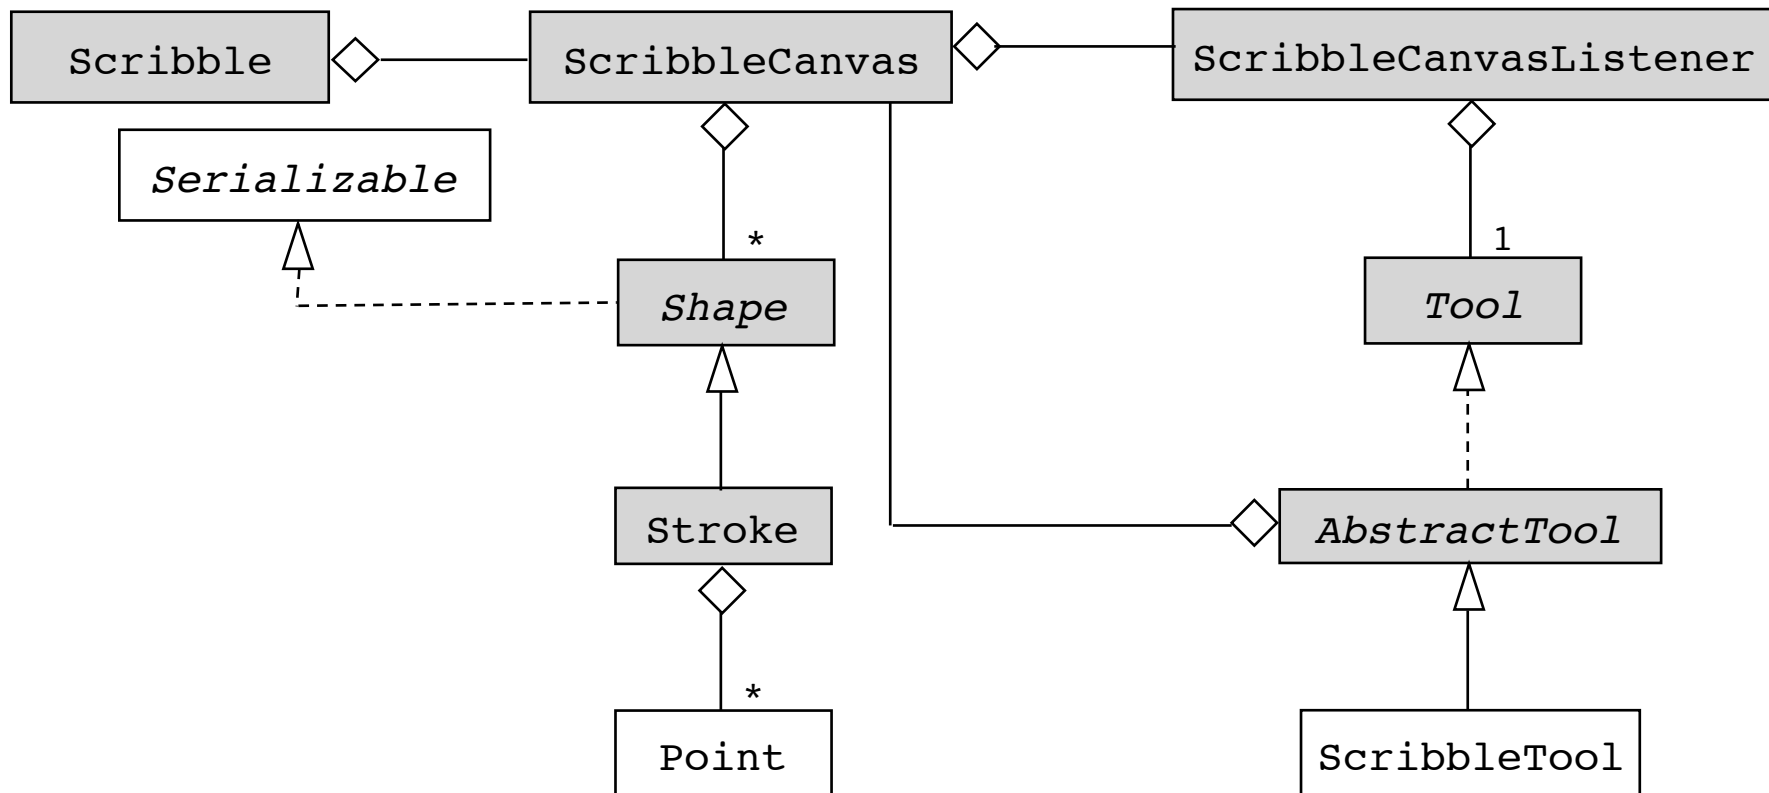 Scribble
ScribbleCanvas
ScribbleCanvasListener
Serializable
*
1
Shape
Tool
Stroke
AbstractTool
*
Point
ScribbleTool